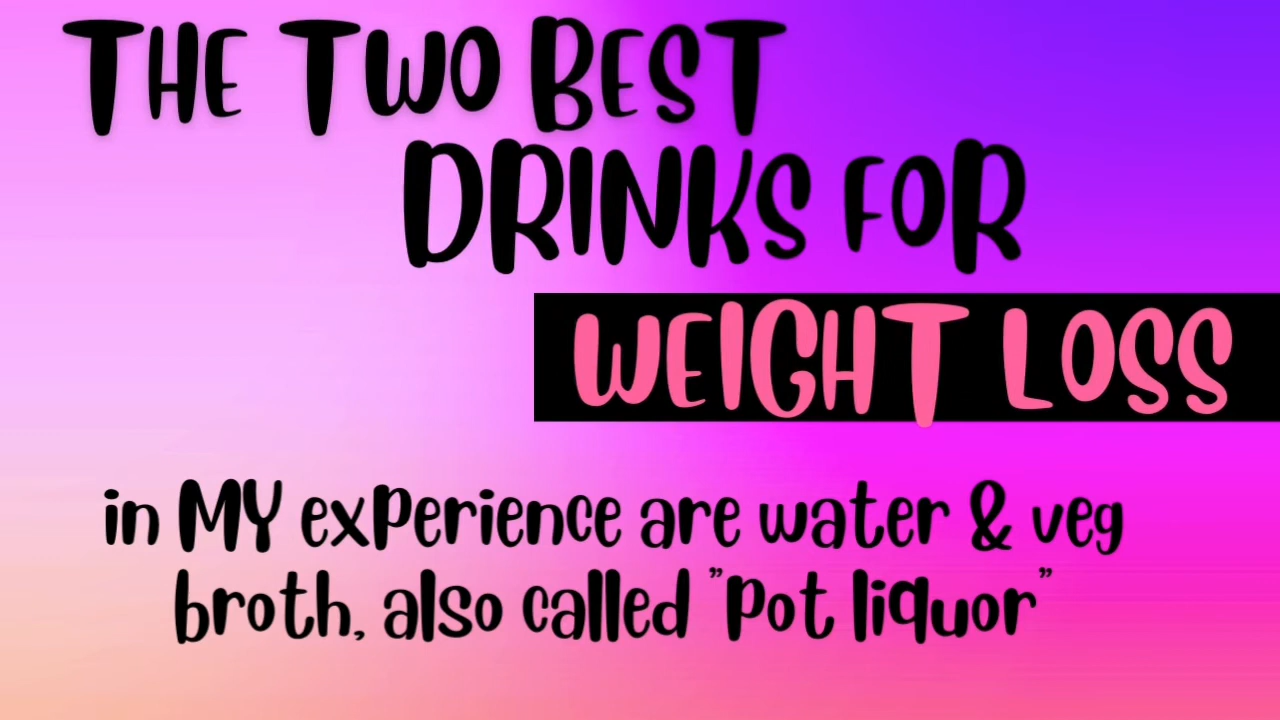 THE TWO BEST
DRINKS FOR
WEIGHT LOSS
in MY experience are water & veg
broth, also called "pot liquor"